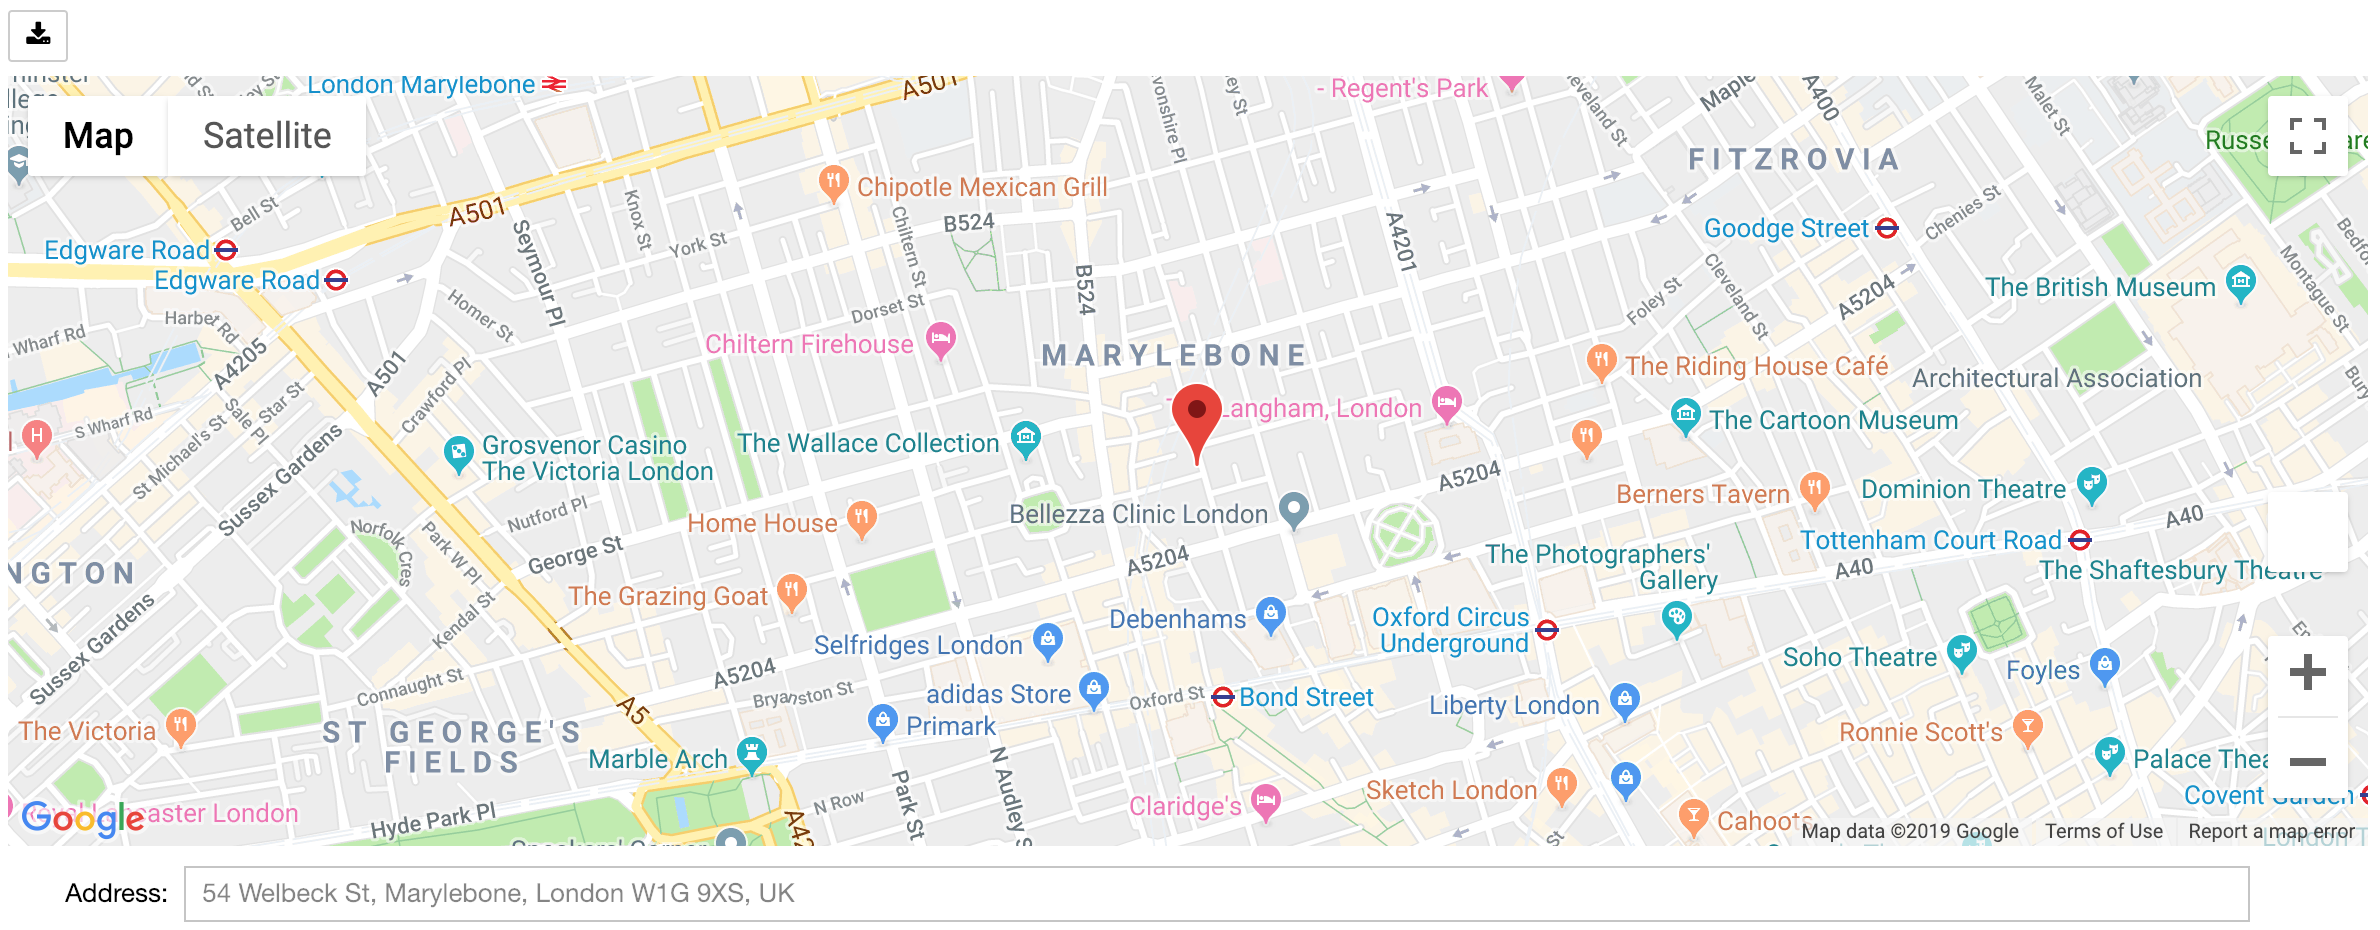 London Marylebone
A501
- Regent's Park
Maple
A400
Malet St
Cleveland St
Map
Satellite
FITZROVIA
Chipotle Mexican Grill
Bell St
A501
Knox St
Chiltern St
B524
A4201
Chenies St
Goodge Street
Edgware Road
Edgware Road
Seymour Pl
York St
B524
Cleveland St
Foley St
A5204
The British Museum
Montague St
Homer St
Dorset St
Wharf Rd
A4205
A501
Chiltern Firehouse
MARYLEBONE
The Riding House Café
Architectural Association
Crawford Pl
Star St
Sale Pl
S Wharf Rd
St Michael's St
Langham, London
The Cartoon Museum
H
Grosvenor Casino
The Victoria London
The Wallace Collection
Sussex Gardens
A5204
Berners Tavern
Dominion Theatre
Nutford Pl
Home House
Bellezza Clinic London
A40
Norfolk Cres
Park W Pl
George St
A5204
Tottenham Court Road
The Photographers'
Gallery
A40
The Shaftesbury Theatre
NGTON
The Grazing Goat
Kendal St
Sussex Gardens
Debenhams
Oxford Circus
Underground
Selfridges London
Soho Theatre
Foyles
A5204
Connaught St
Bryanston St
adidas Store
Oxford St
Bond Street
Liberty London
A5
Primark
The Victoria
ST GEORGE'S
FIELDS
Ronnie Scott's
Marble Arch
N Audley S
Park St
N Row
Palace Thea
Sketch London
Claridge's
Covent Garden
Hyde Park Pl
Google
aster London
Cahoots
Speakers' Corner
Map data ©2019 Google
Terms of Use
Report a map error
Address:
54 Welbeck St, Marylebone, London W1G 9XS, UK